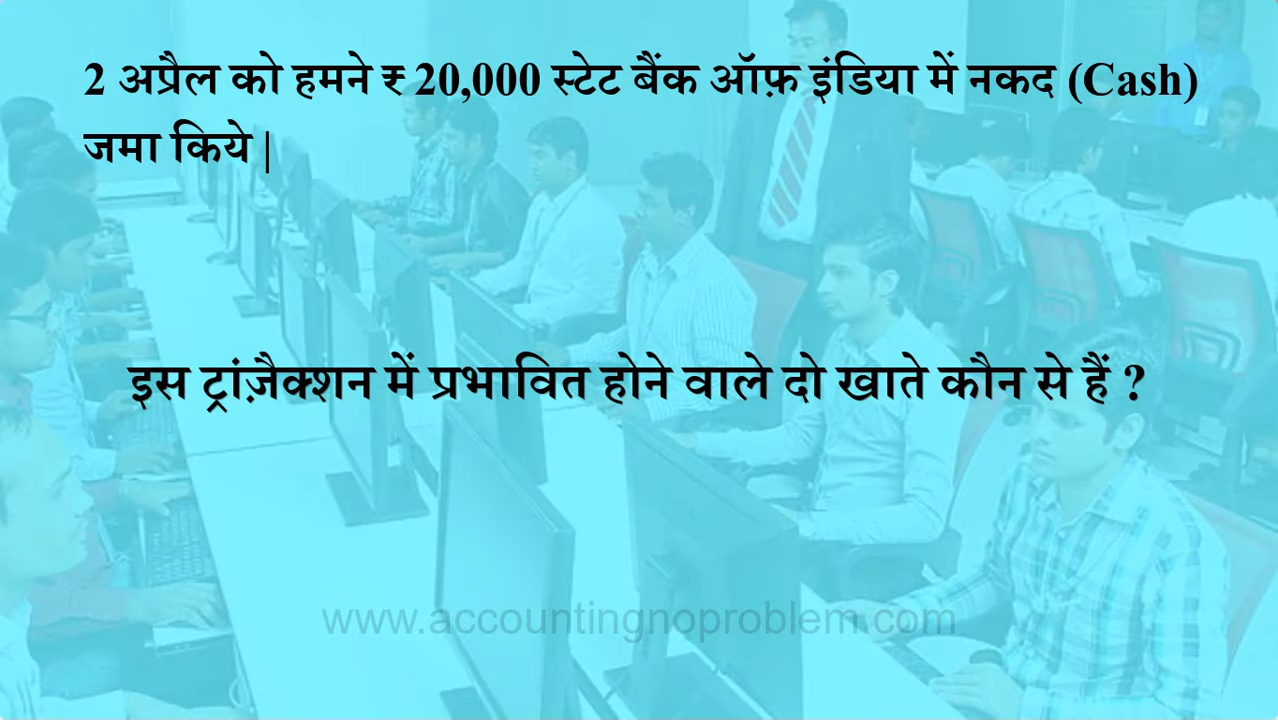 2 अप्रैल को हमने ₹ 20,000 स्टेट बैंक ऑफ़ इंडिया में नकद (Cash)
जमा किये |
इस ट्रांज़ैक्शन में प्रभावित होने वाले दो खाते कौन से हैं ?
www.accountingnoproblem.com